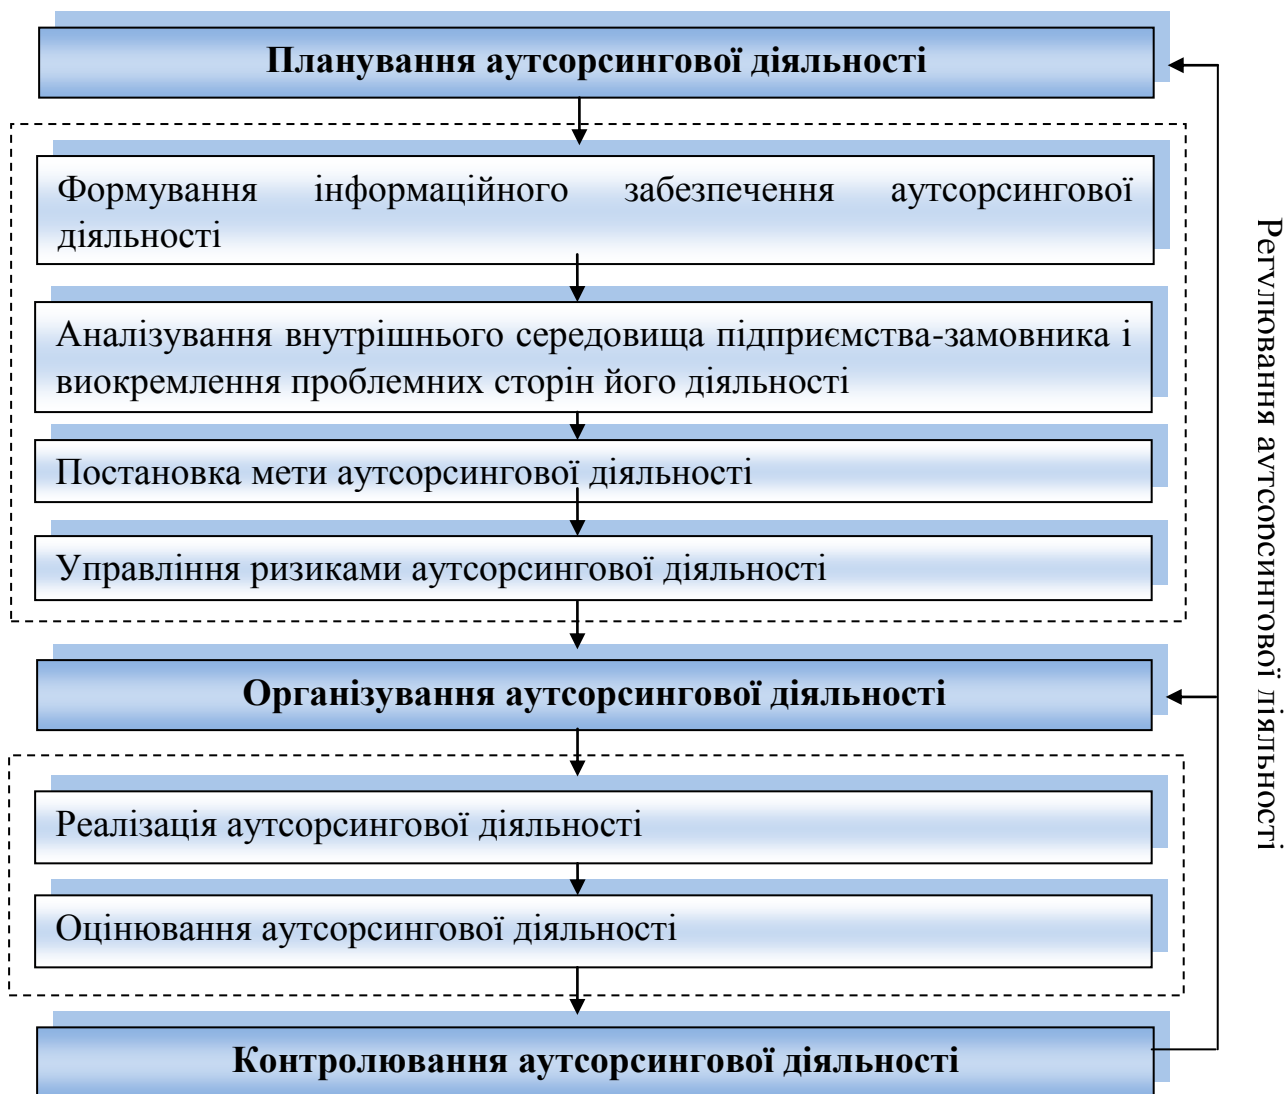 Планування аутсорсингової діяльності
Формування інформаційного забезпечення аутсорсингової
діяльності
Аналізування внутрішнього середовища підприємства-замовника і
виокремлення проблемних сторін його діяльності
Постановка мети аутсорсингової діяльності
Управління ризиками аутсорсингової діяльності
Організування аутсорсингової діяльності
Реалізація аутсорсингової діяльності
Оцінювання аутсорсингової діяльності
Контролювання аутсорсингової діяльності
Регулювання аутсорсингової діяльності